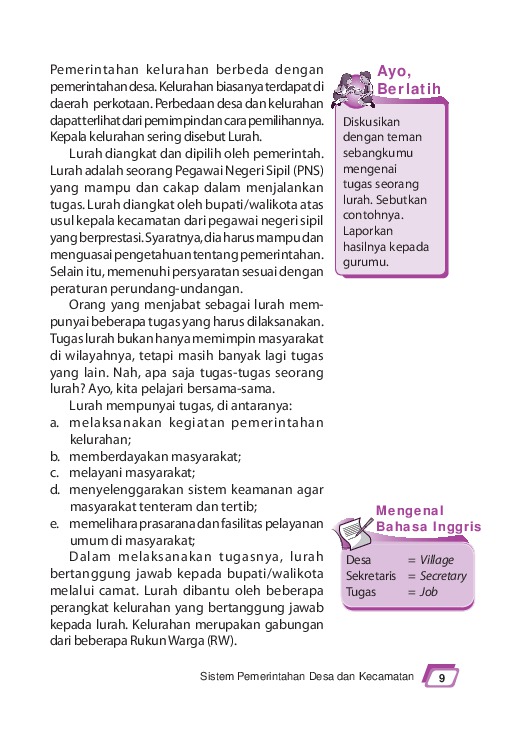 Pemerintahan kelurahan berbeda dengan
pemerintahan desa. Kelurahan biasanya terdapat di
daerah perkotaan. Perbedaan desa dan kelurahan
dapat terlihat dari pemimpin dan cara pemilihannya.
Kepala kelurahan sering disebut Lurah.
Lurah diangkat dan dipilih oleh pemerintah.
Lurah adalah seorang Pegawai Negeri Sipil (PNS)
yang mampu dan cakap dalam menjalankan
tugas. Lurah diangkat oleh bupati/walikota atas
usul kepala kecamatan dari pegawai negeri sipil
yang berprestasi. Syaratnya, dia harus mampu dan
menguasai pengetahuan tentang pemerintahan.
Selain itu, memenuhi persyaratan sesuai dengan
peraturan perundang-undangan.
Orang yang menjabat sebagai lurah mem-
punyai beberapa tugas yang harus dilaksanakan.
Tugas lurah bukan hanya memimpin masyarakat
di wilayahnya, tetapi masih banyak lagi tugas
yang lain. Nah, apa saja tugas-tugas seorang
lurah? Ayo, kita pelajari bersama-sama.
Lurah mempunyai tugas, di antaranya:
a. melaksanakan kegiatan pemerintahan
kelurahan;
b. memberdayakan masyarakat;
c. melayani masyarakat;
d. menyelenggarakan sistem keamanan agar
masyarakat tenteram dan tertib;
e. memelihara prasarana dan fasilitas pelayanan
umum di masyarakat;
Dalam melaksanakan tugasnya, lurah
bertanggung jawab kepada bupati/walikota
melalui camat. Lurah dibantu oleh beberapa
perangkat kelurahan yang bertanggung jawab
kepada lurah. Kelurahan merupakan gabungan
dari beberapa Rukun Warga (RW).
Ayo,
Berlatih
Diskusikan
dengan teman
sebangkumu
mengenai
tugas seorang
lurah. Sebutkan
contohnya.
Laporkan
hasilnya kepada
gurumu.
Mengenal
Bahasa Inggris
Desa = Village
Sekretaris = Secretary
Tugas = Job
Sistem Pemerintahan Desa dan Kecamatan 9